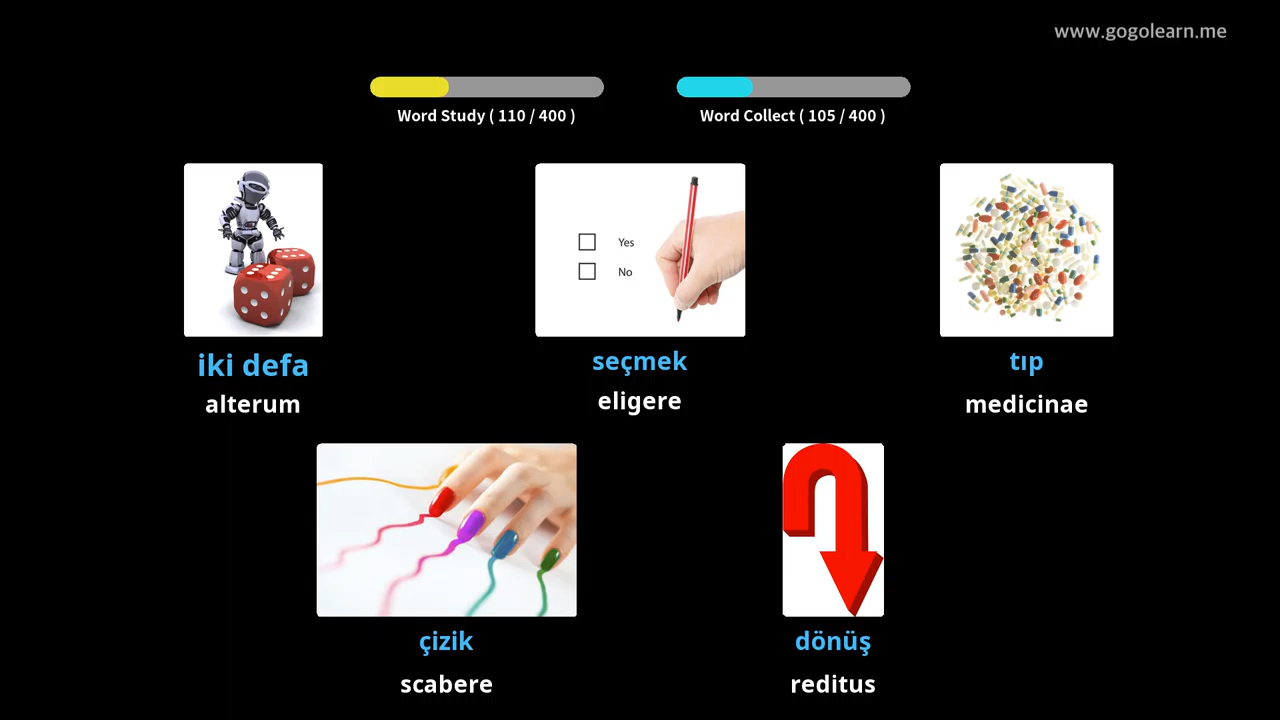 www.gogolearn.me
Word Study ( 110 / 400 )
Word Collect ( 105 / 400 )
Yes
No
iki defa
alterum
seçmek
eligere
tıp
medicinae
çizik
scabere
dönüş
reditus